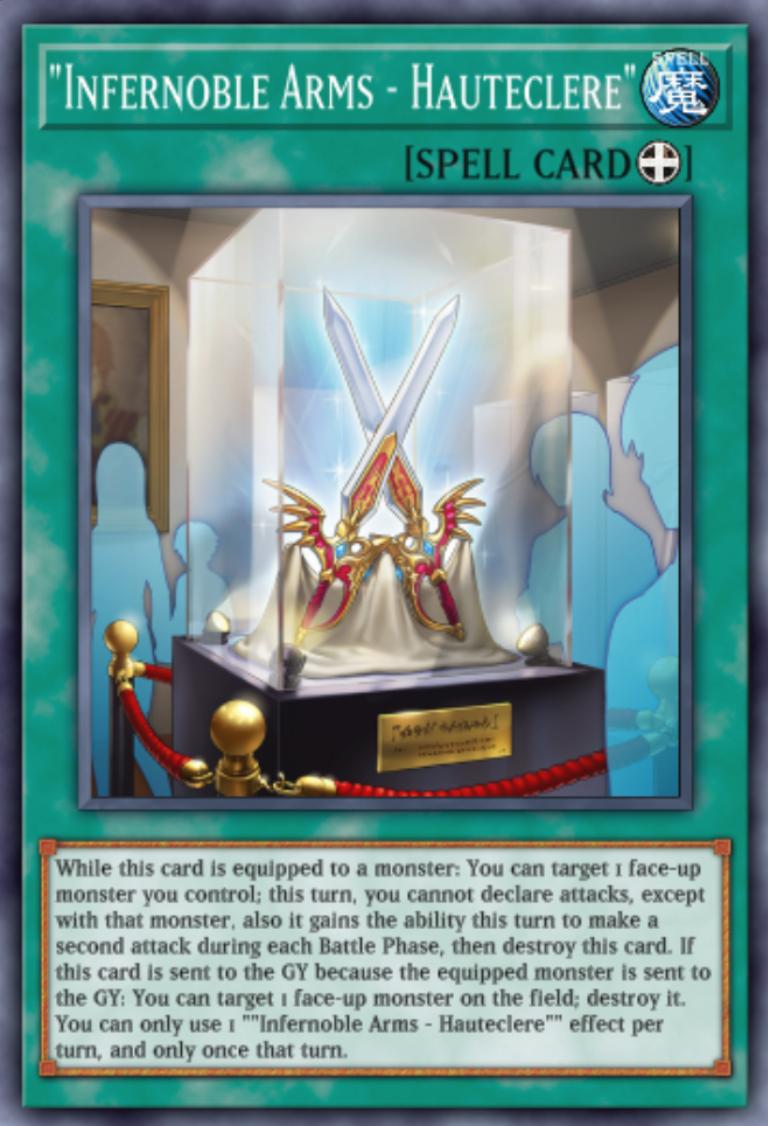 "Infernoble Arms - Hauteclere"
SPELL
魔
[SPELL CARD]
While this card is equipped to a monster: You can target 1 face-up
monster you control; this turn, you cannot declare attacks, except
with that monster, also it gains the ability this turn to make a
second attack during each Battle Phase, then destroy this card. If
this card is sent to the GY because the equipped monster is sent to
the GY: You can target 1 face-up monster on the field; destroy it.
You can only use 1 ""Infernoble Arms - Hauteclere"" effect per
turn, and only once that turn.